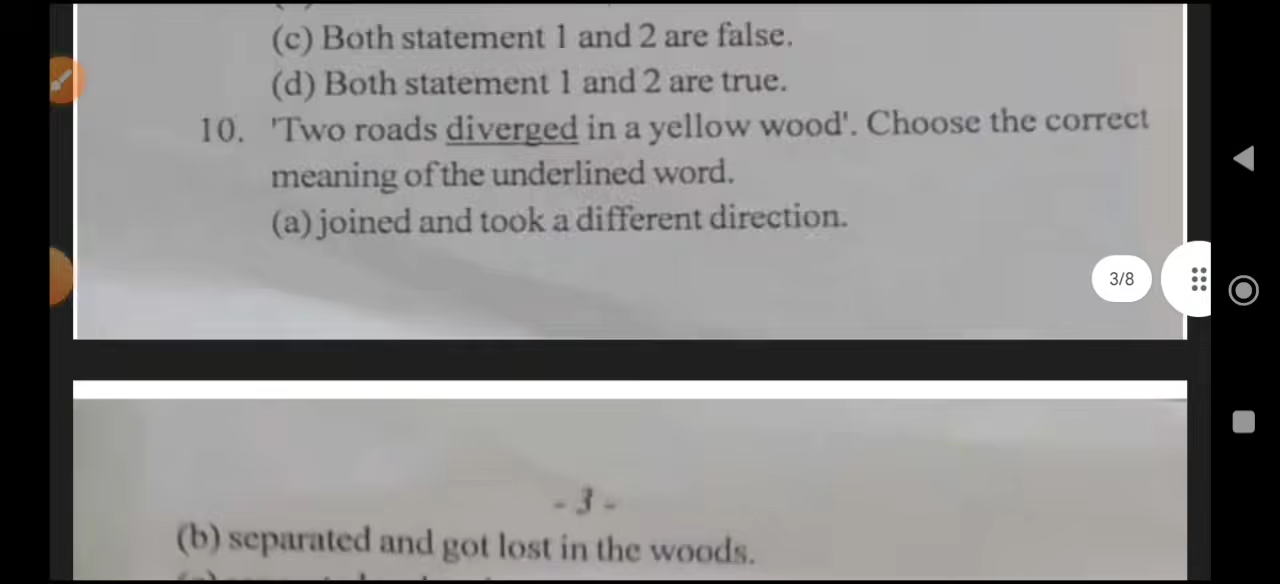 (c) Both statement 1 and 2 are false.
(d) Both statement 1 and 2 are true.
10. 'Two roads diverged in a yellow wood'. Choose the correct
meaning of the underlined word.
(a) joined and took a different direction.
3/8
- 3 -
(b) separated and got lost in the woods.